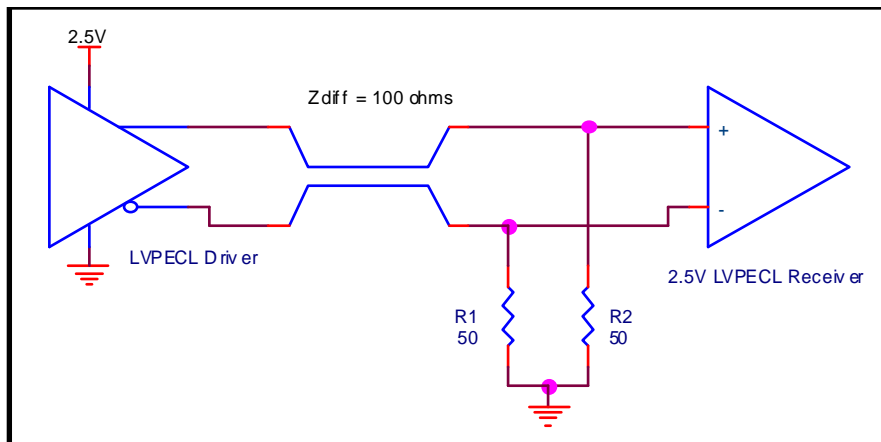 2.5V
Zdiff = 100 ohms
+
-
LVPECL Driver
2.5V LVPECL Receiver
R1
50
R2
50